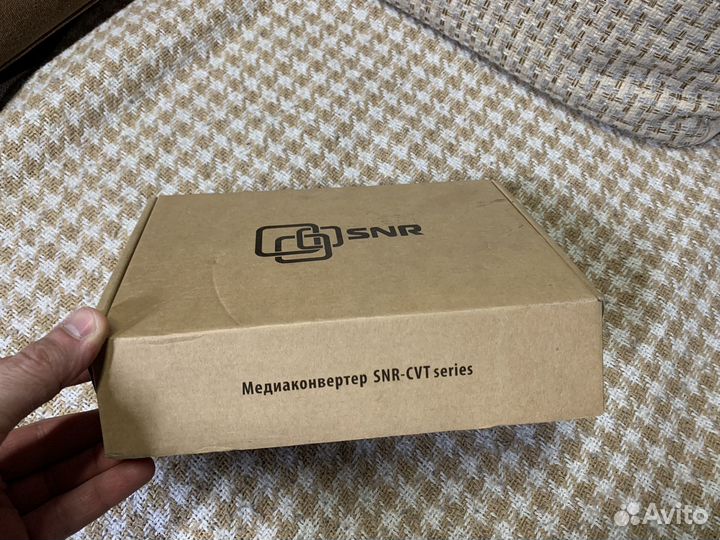 SNR
Медиаконвертер SNR-CVT series
Avito